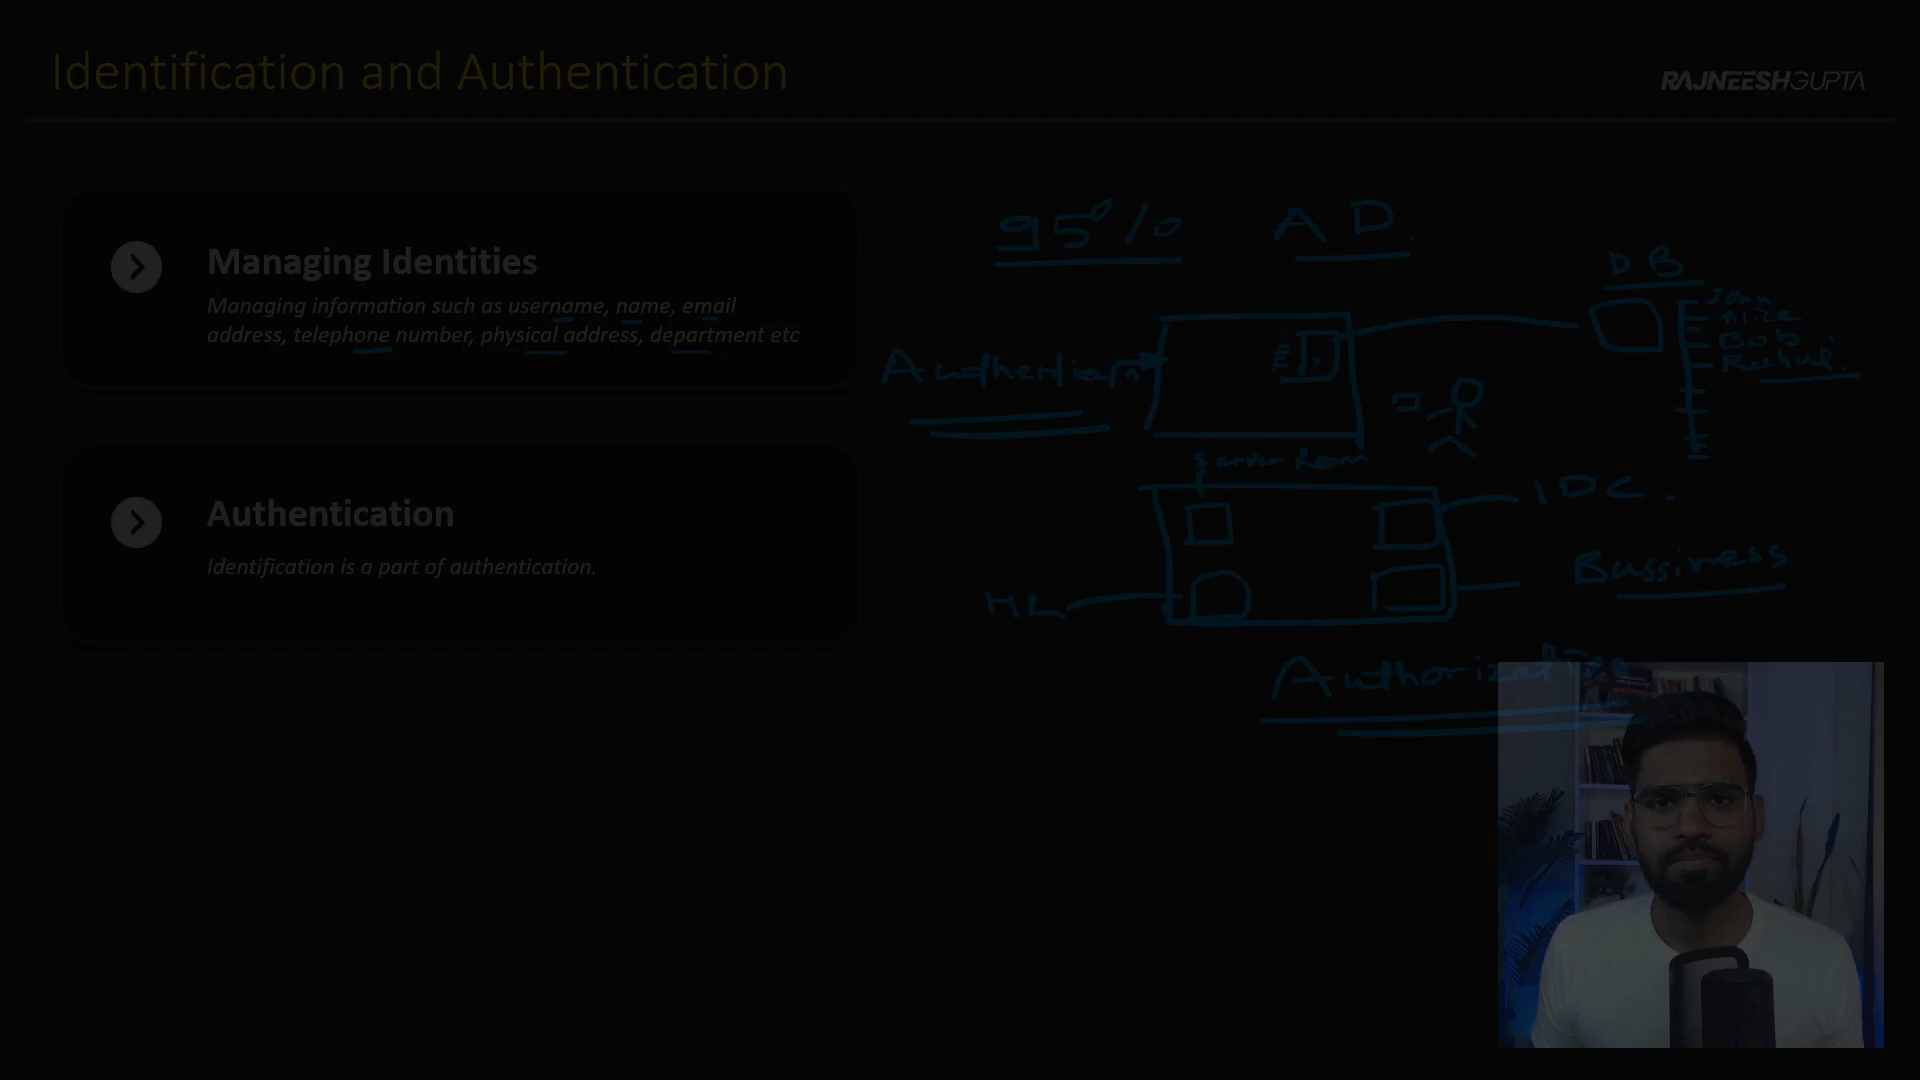 Identification and Authentication
RAJNEESHGUPTA
Managing Identities
Managing information such as username, name, email
address, telephone number, physical address, department etc
Authentication
Identification is a part of authentication.
95% AD.
DB
John
Alice
Bob
Rahul.
Server Room
IDC.
Bussiness
Authorization